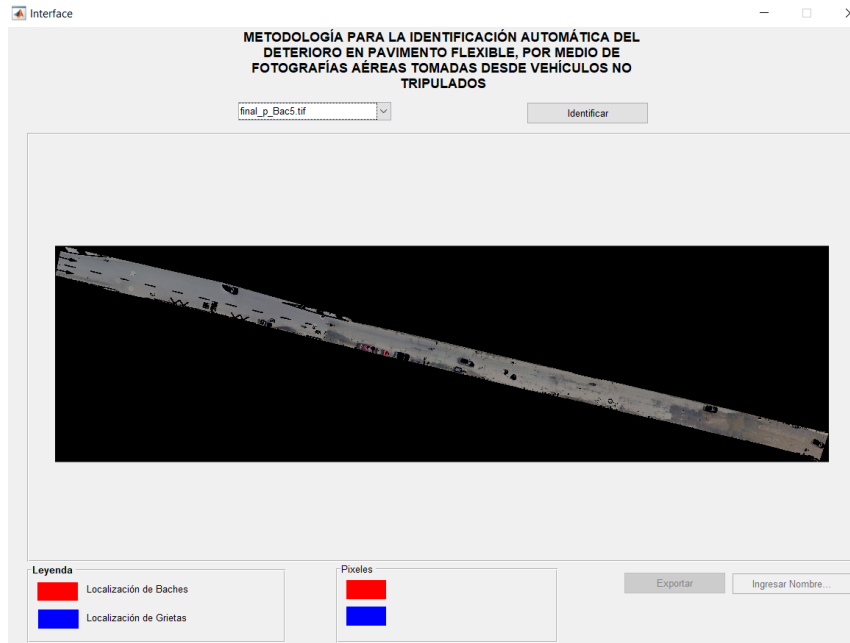 Interface
METODOLOGÍA PARA LA IDENTIFICACIÓN AUTOMÁTICA DEL
DETERIORO EN PAVIMENTO FLEXIBLE, POR MEDIO DE
FOTOGRAFÍAS AÉREAS TOMADAS DESDE VEHÍCULOS NO
TRIPULADOS
final_p_Bac5.tif
Identificar
Leyenda
Localización de Baches
Localización de Grietas
Pixeles
Exportar
Ingresar Nombre...